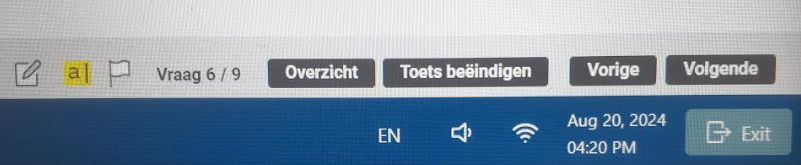 a| Vraag 6 / 9 Overzicht Toets beëindigen Vorige Volgende
EN Aug 20, 2024 Exit
04:20 PM